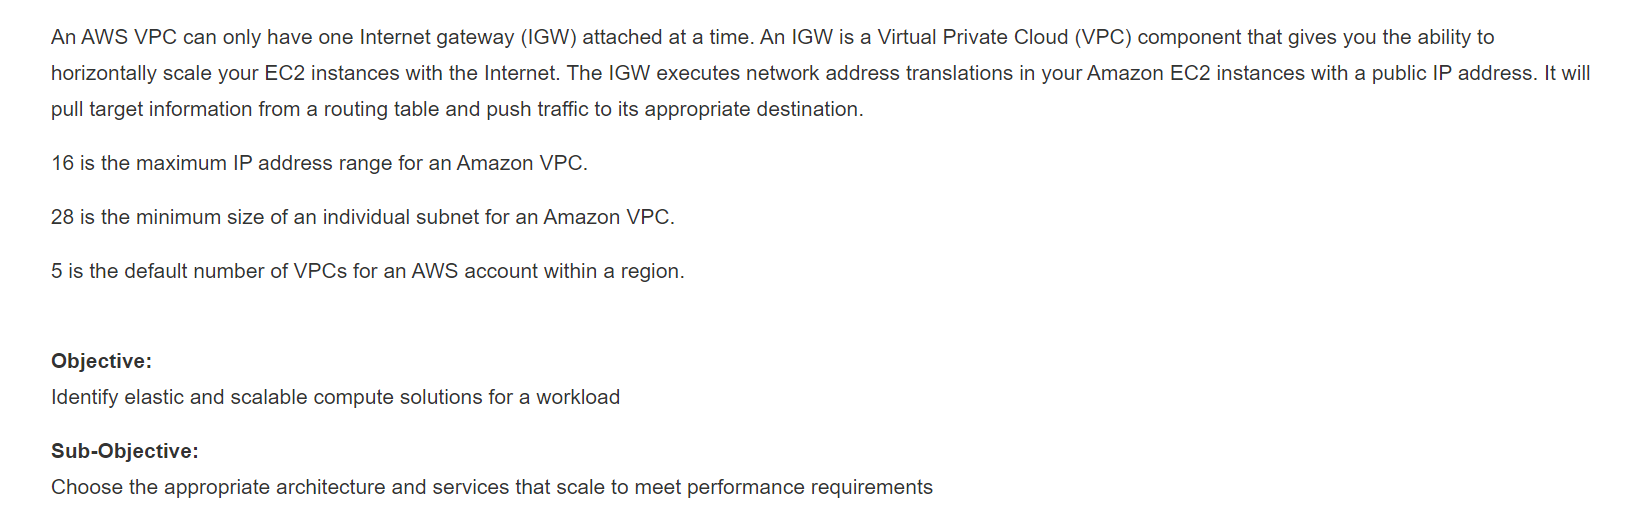 An AWS VPC can only have one Internet gateway (IGW) attached at a time. An IGW is a Virtual Private Cloud (VPC) component that gives you the ability to
horizontally scale your EC2 instances with the Internet. The IGW executes network address translations in your Amazon EC2 instances with a public IP address. It will
pull target information from a routing table and push traffic to its appropriate destination.
16 is the maximum IP address range for an Amazon VPC.
28 is the minimum size of an individual subnet for an Amazon VPC.
5 is the default number of VPCs for an AWS account within a region.
Objective:
Identify elastic and scalable compute solutions for a workload
Sub-Objective:
Choose the appropriate architecture and services that scale to meet performance requirements